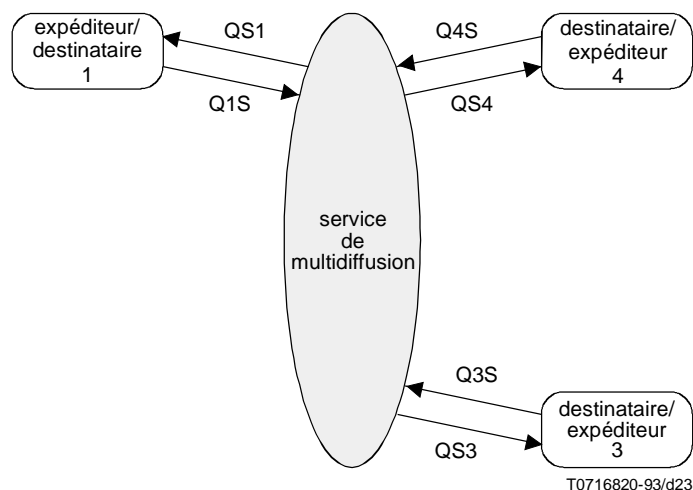 expéditeur/
destinataire
1
QS1
Q1S
Q4S
QS4
destinataire/
expéditeur
4
service
de
multidiffusion
Q3S
QS3
destinataire/
expéditeur
3
T0716820-93/d23